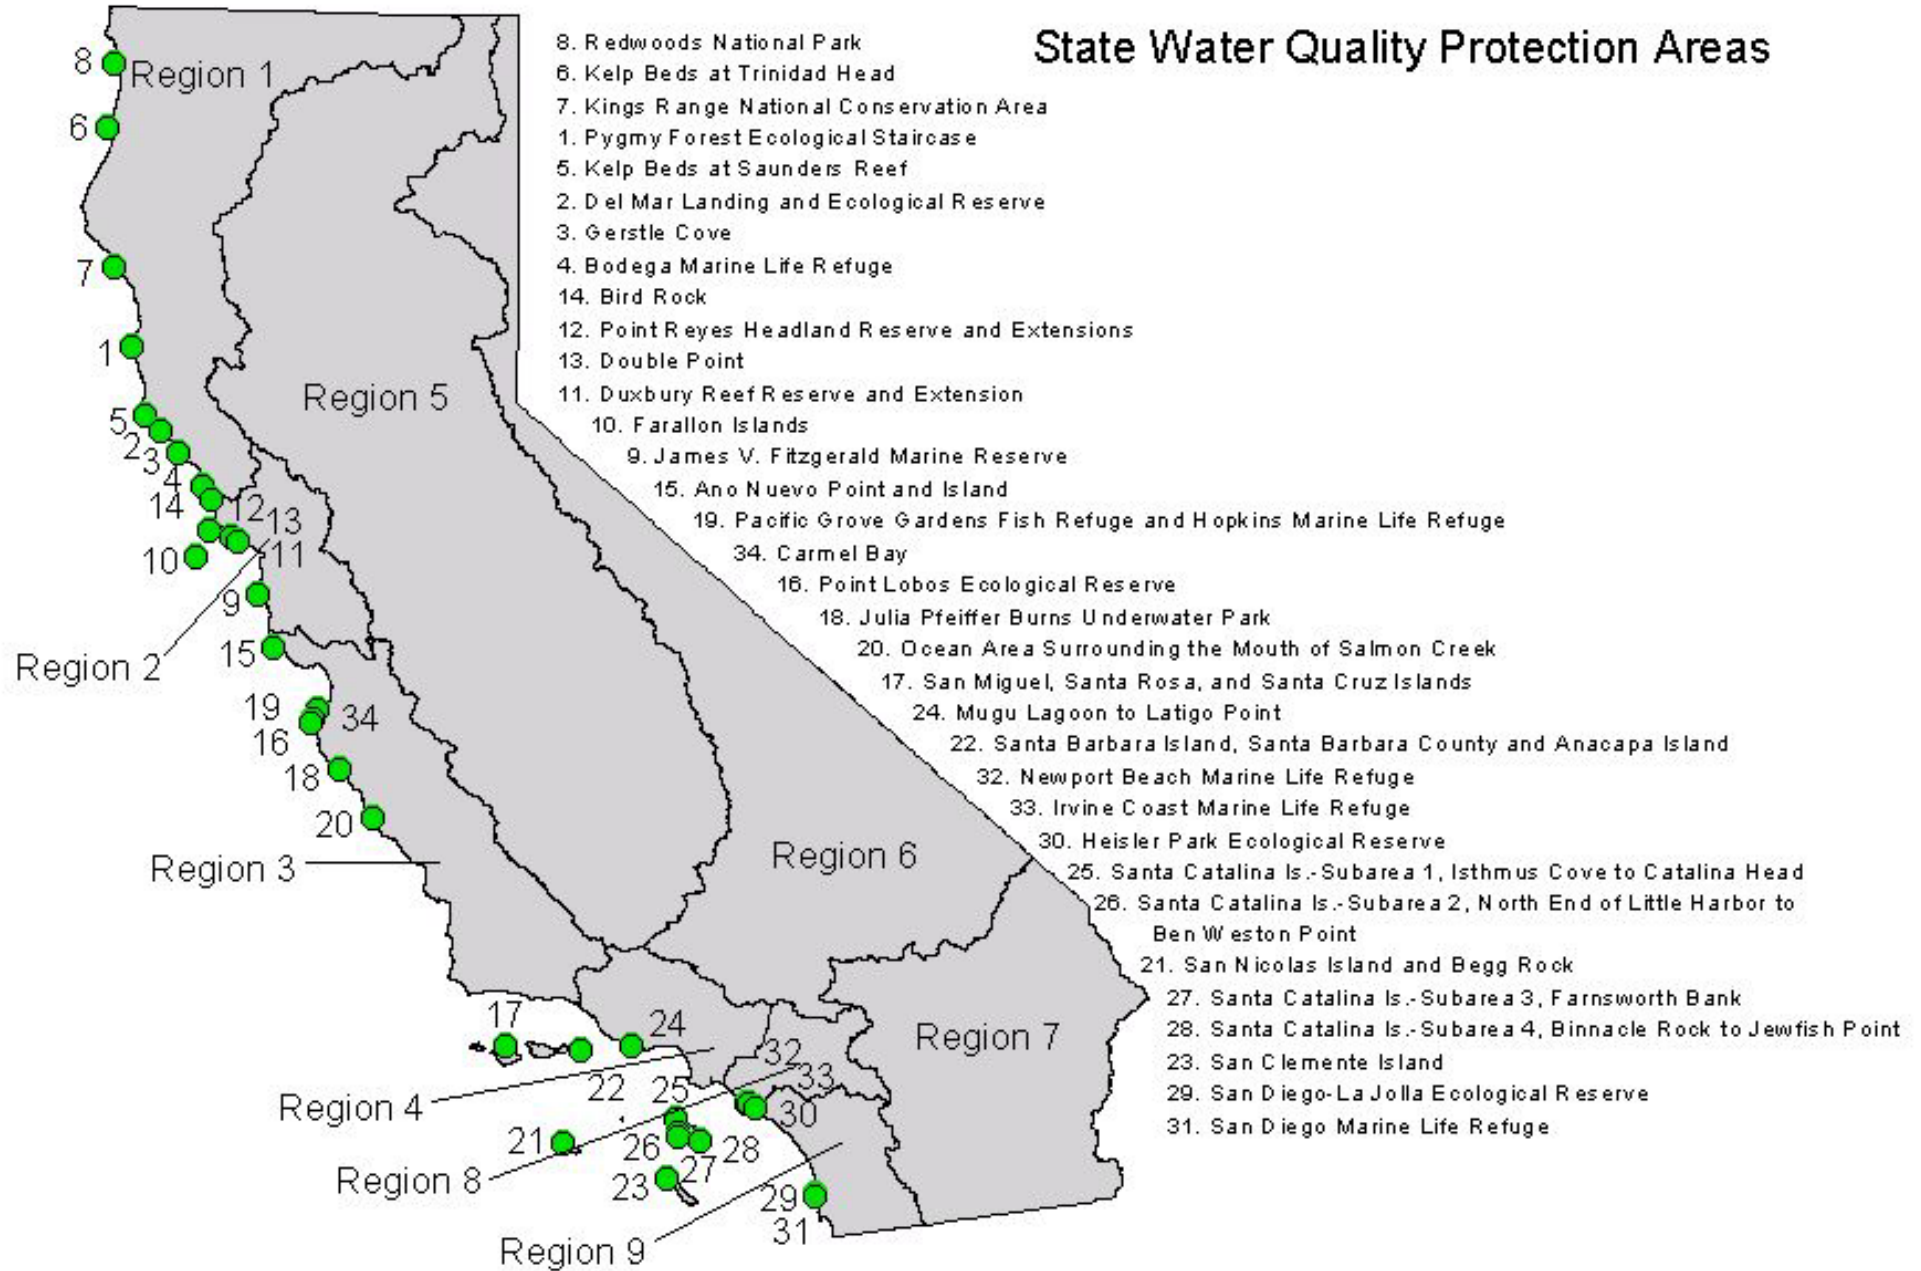 State Water Quality Protection Areas
8. Redwoods National Park
6. Kelp Beds at Trinidad Head
7. Kings Range National Conservation Area
1. Pygmy Forest Ecological Staircase
5. Kelp Beds at Saunders Reef
2. Del Mar Landing and Ecological Reserve
3. Gerstle Cove
4. Bodega Marine Life Refuge
14. Bird Rock
12. Point Reyes Headland Reserve and Extensions
13. Double Point
11. Duxbury Reef Reserve and Extension
10. Farallon Islands
9. James V. Fitzgerald Marine Reserve
15. Ano Nuevo Point and Island
19. Pacific Grove Gardens Fish Refuge and Hopkins Marine Life Refuge
34. Carmel Bay
16. Point Lobos Ecological Reserve
18. Julia Pfeiffer Burns Underwater Park
20. Ocean Area Surrounding the Mouth of Salmon Creek
17. San Miguel, Santa Rosa, and Santa Cruz Islands
24. Mugu Lagoon to Latigo Point
22. Santa Barbara Island, Santa Barbara County and Anacapa Island
32. Newport Beach Marine Life Refuge
33. Irvine Coast Marine Life Refuge
30. Heisler Park Ecological Reserve
25. Santa Catalina Is.-Subarea 1, Isthmus Cove to Catalina Head
26. Santa Catalina Is.-Subarea 2, North End of Little Harbor to
Ben Weston Point
21. San Nicolas Island and Begg Rock
27. Santa Catalina Is.-Subarea 3, Farnsworth Bank
28. Santa Catalina Is.-Subarea 4, Binnacle Rock to Jewfish Point
23. San Clemente Island
29. San Diego-La Jolla Ecological Reserve
31. San Diego Marine Life Refuge
8
Region 1
6
7
1
Region 5
5
2
3
4
14
12
13
11
10
9
Region 2
15
19
34
16
18
20
Region 3
Region 6
17
24
Region 7
32
33
22
25
Region 4
30
21
26
28
27
Region 8
23
29
31
Region 9